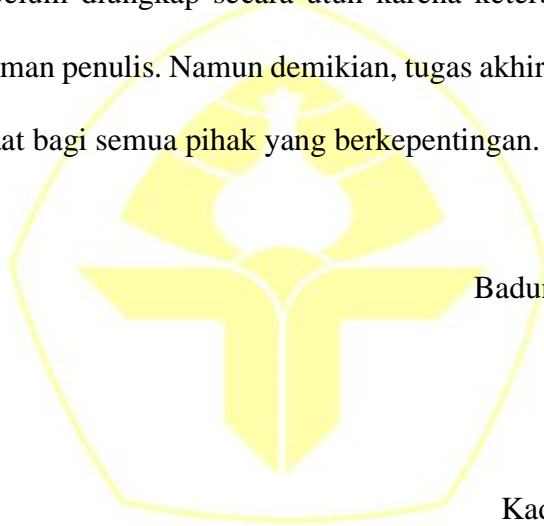 belum diungkap secara utuh karena
man penulis. Namun demikian, tugas akhir
at bagi semua pihak yang berkepentingan.
Badu
Kad